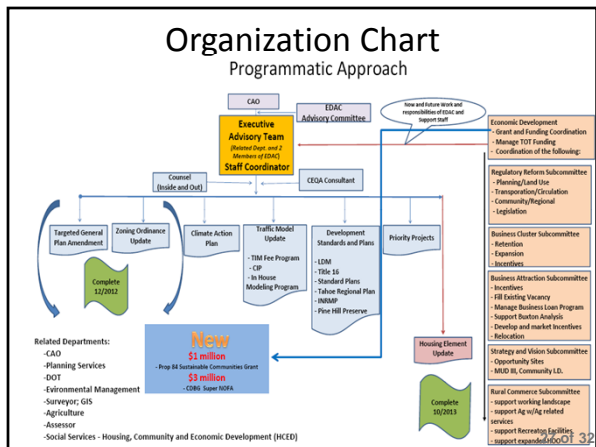 Organization Chart
Programmatic Approach
CAO
EDAC
Advisory Committee
Now and Future Work and
responsibilities of EDAC and
Support Staff
Executive
Advisory Team
(Related Dept. and 2
Members of EDAC)
Staff Coordinator
Counsel
(Inside and Out)
CEQA Consultant
Targeted General
Plan Amendment
Zoning Ordinance
Update
Climate Action
Plan
Traffic Model
Update
- TIM Fee Program
- CIP
- In House
Modeling Program
Development
Standards and Plans
- LDM
- Title 16
- Standard Plans
- Tahoe Regional Plan
- INRMP
- Pine Hill Preserve
Priority Projects
Complete
12/2012
New
$1 million
- Prop 84 Sustainable Communities Grant
$3 million
- CDBG Super NOFA
Housing Element
Update
Complete
10/2013
Related Departments:
-CAO
-Planning Services
-DOT
-Evironmental Management
-Surveyor; GIS
-Agriculture
-Assessor
-Social Services - Housing, Community and Economic Development (HCED)
Economic Development
- Grant and Funding Coordination
- Manage TOT Funding
- Coordination of the following:
Regulatory Reform Subcommittee
- Planning/Land Use
- Transporation/Circulation
- Community/Regional
- Legislation
Business Cluster Subcommittee
- Retention
- Expansion
- Incentives
Business Attraction Subcommittee
- Incentives
- Fill Existing Vacancy
- Manage Business Loan Program
- Support Buxton Analysis
- Develop and market Incentives
- Relocation
Strategy and Vision Subcommittee
- Opportunity Sites
- MUD III, Community I.D.
Rural Commerce Subcommittee
- support working landscape
- support Ag w/Ag related
services
- support Recreaton Facilities
- support expanded HOO
27 of 32